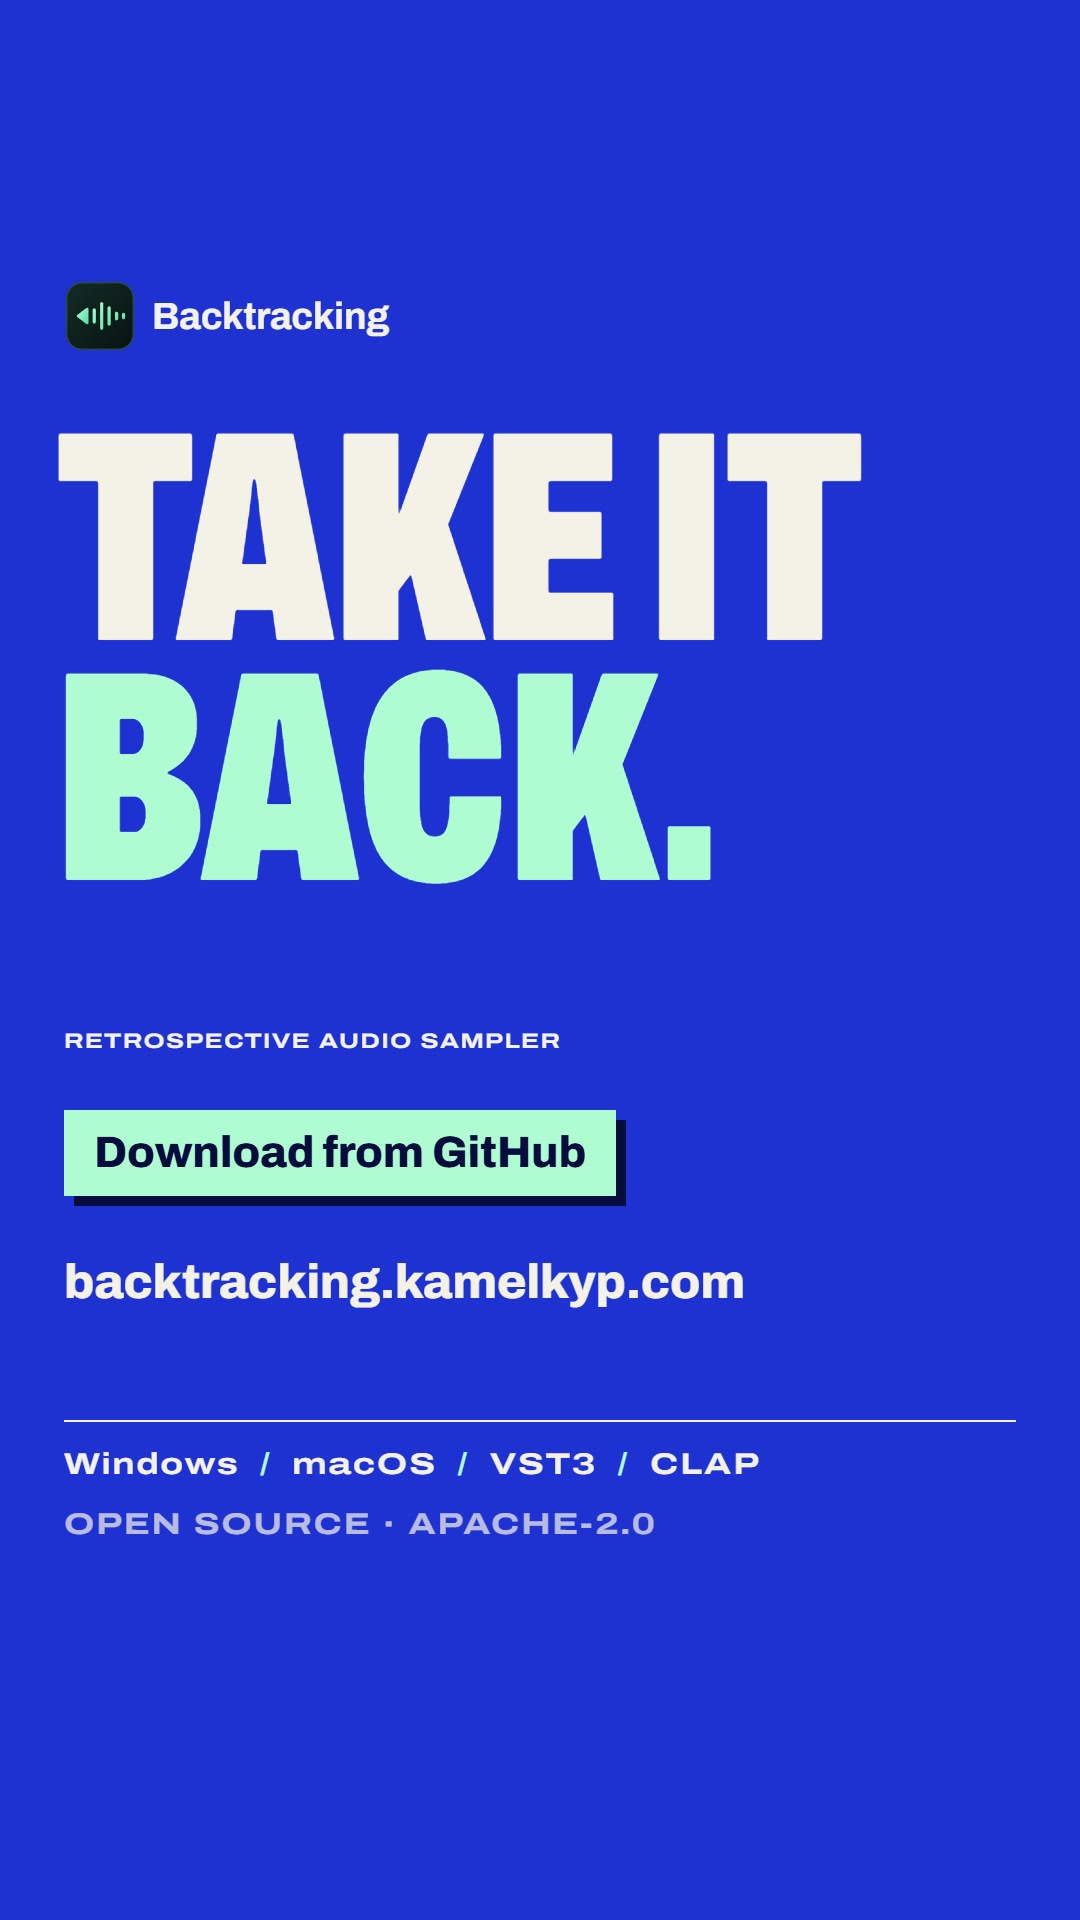 Backtracking
TAKE IT
BACK.
RETROSPECTIVE AUDIO SAMPLER
Download from GitHub
backtracking.kamelkyp.com
Windows / macOS / VST3 / CLAP
OPEN SOURCE · APACHE-2.0